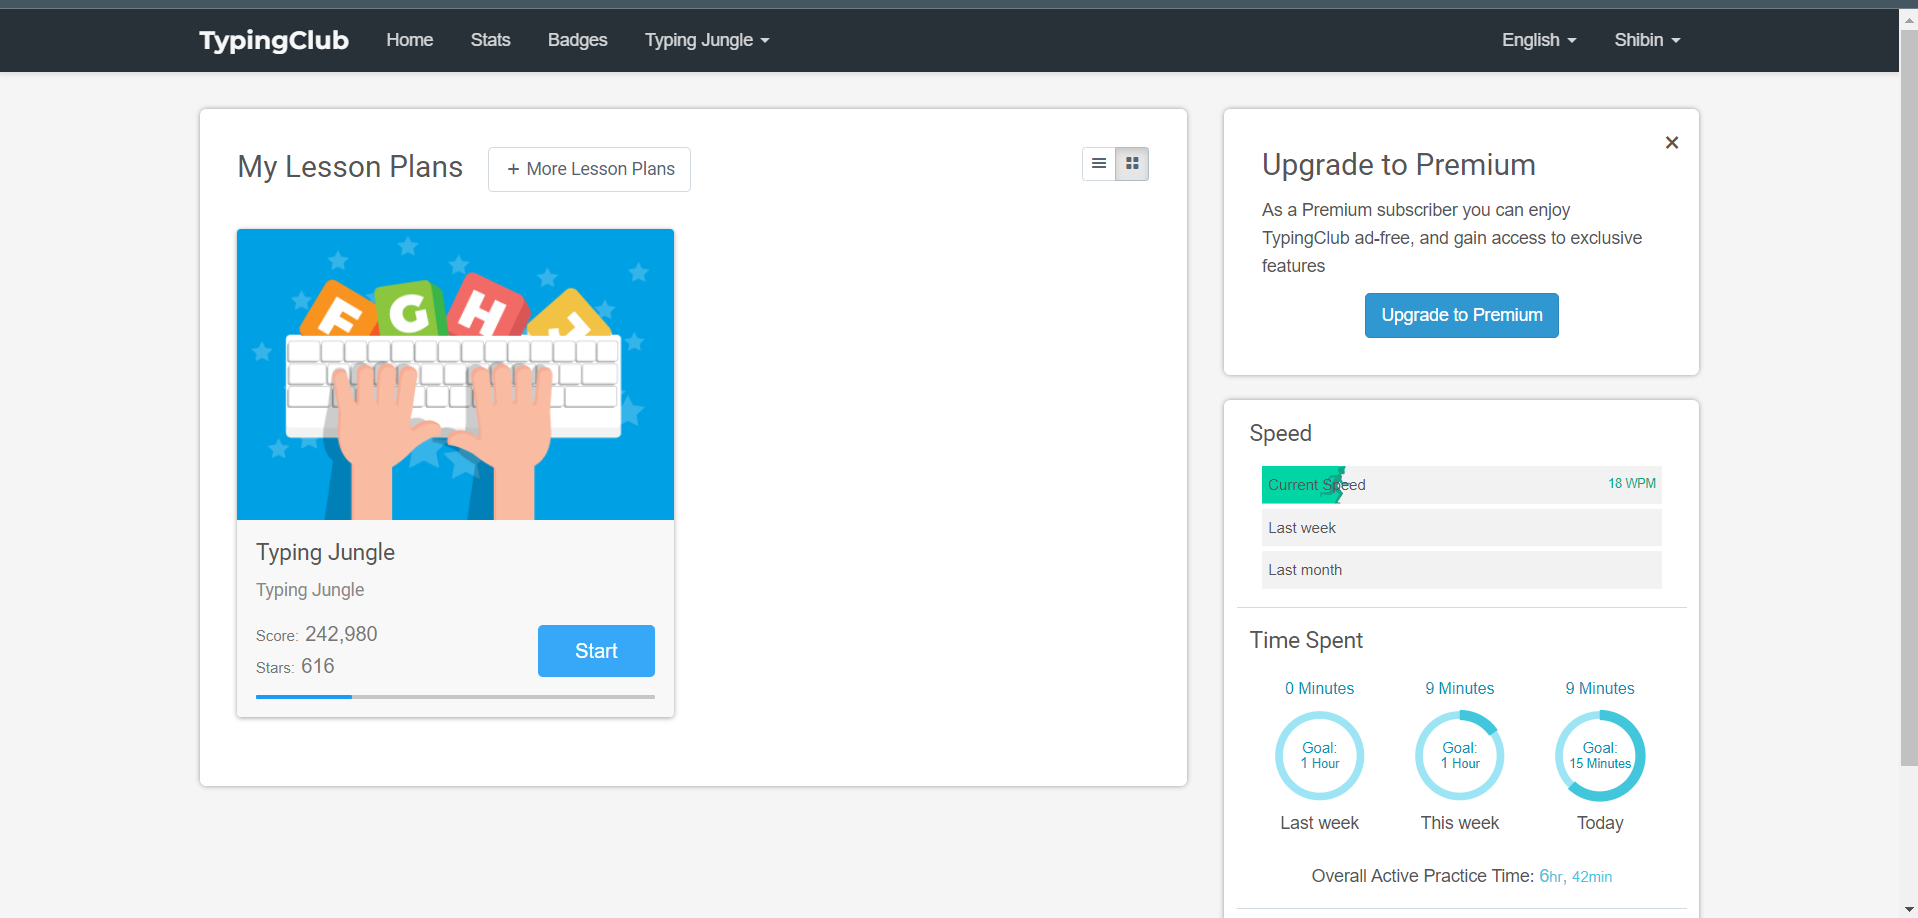 TypingClub
Home
Stats
Badges
Typing Jungle
English
Shibin
My Lesson Plans
+ More Lesson Plans
F
G
H
J
Typing Jungle
Typing Jungle
Score: 242,980
Stars: 616
Start
Upgrade to Premium
×
As a Premium subscriber you can enjoy
TypingClub ad-free, and gain access to exclusive
features
Upgrade to Premium
Speed
Current Speed 18 WPM
Last week
Last month
Time Spent
0 Minutes
Goal:
1 Hour
Last week
9 Minutes
Goal:
1 Hour
This week
9 Minutes
Goal:
15 Minutes
Today
Overall Active Practice Time: 6hr, 42min